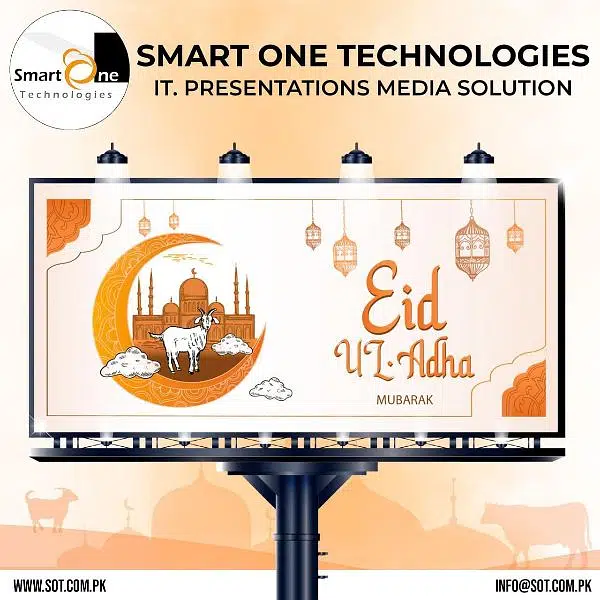 Smart One
Technologies
SMART ONE TECHNOLOGIES
IT. PRESENTATIONS MEDIA SOLUTION
Eid
UL-Adha
MUBARAK
WWW.SOT.COM.PK
INFO@SOT.COM.PK